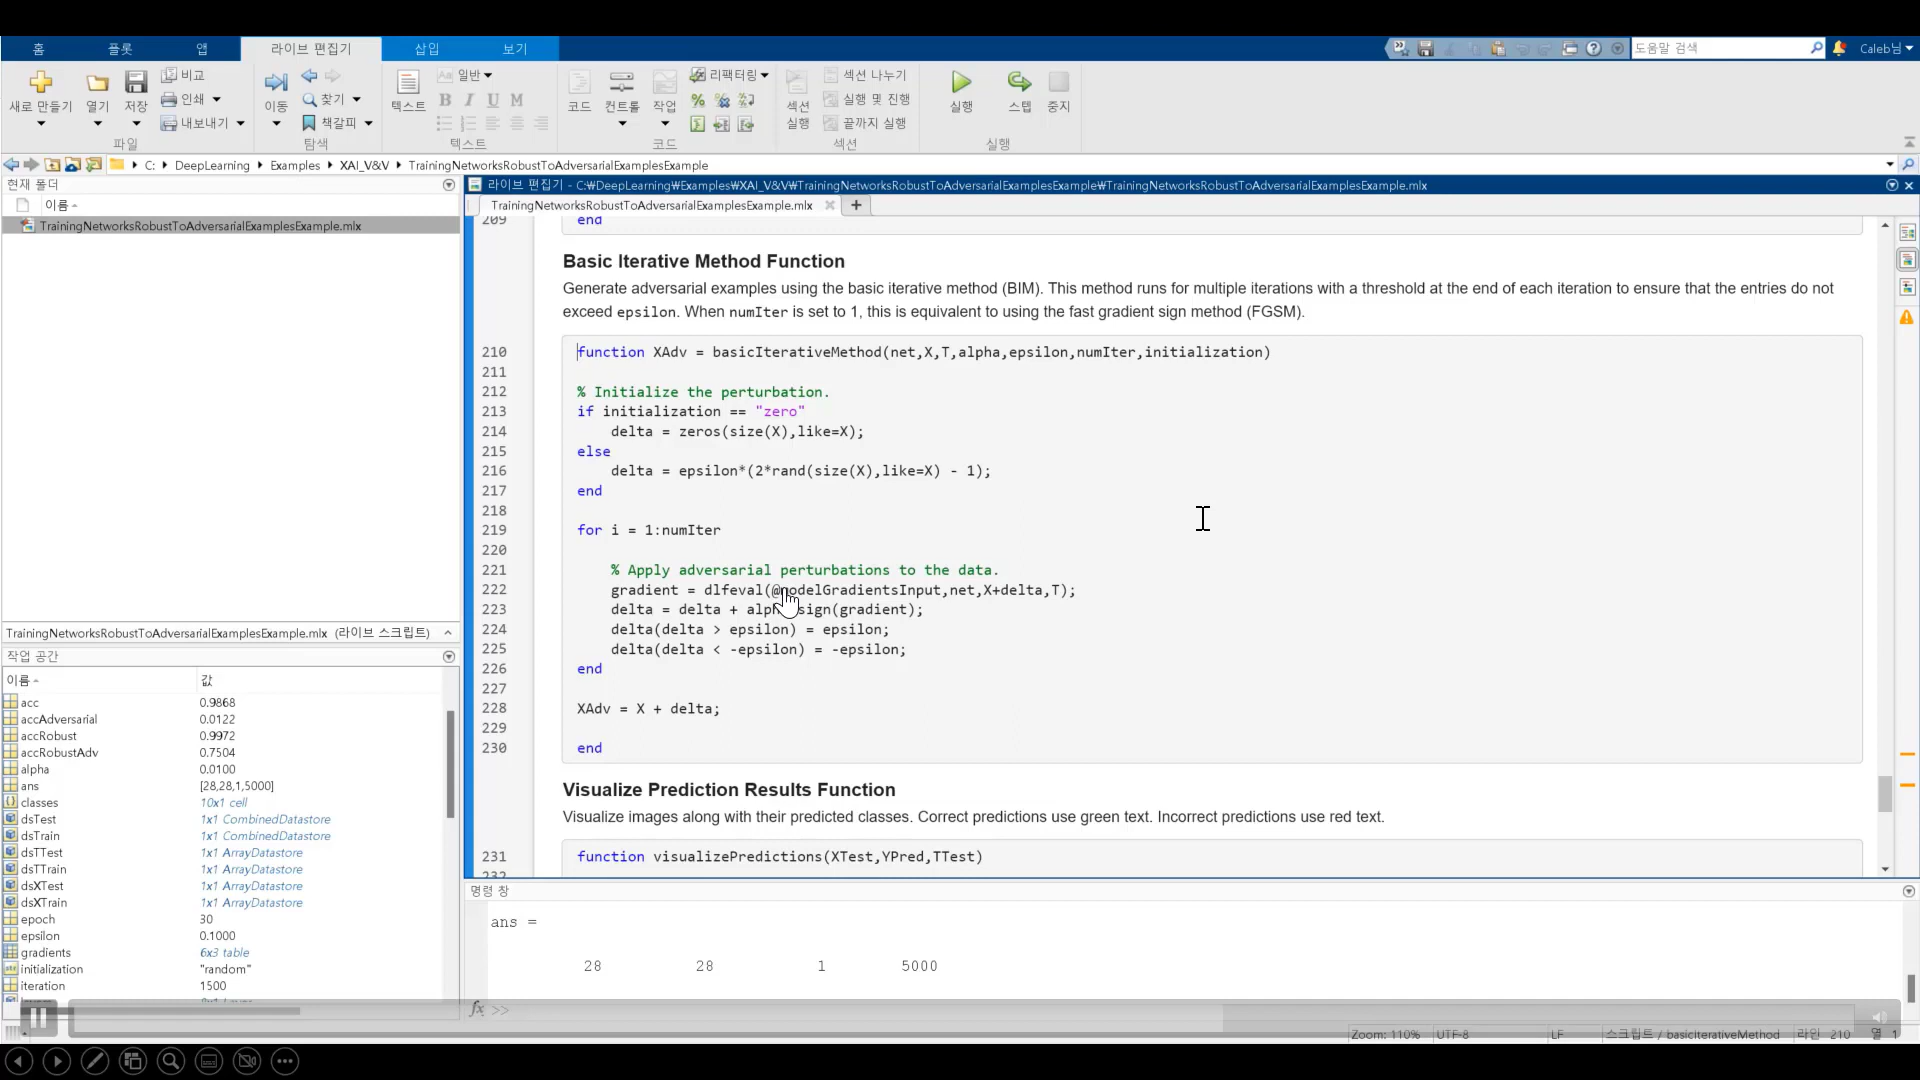 홈 플롯 앱 라이브 편집기 삽입 보기 도움말 검색 Caleb님
새로 만들기 열기 저장 비교 인쇄 내보내기 이동 찾기 책갈피 텍스트 일반 B I U M 코드 컨트롤 작업 리팩터링 섹션 실행 섹션 나누기 실행 및 진행 끝까지 실행 실행 스텝 중지
파일 탐색 텍스트 코드 섹션 실행
C: DeepLearning Examples XAI_V&V TrainingNetworksRobustToAdversarialExamplesExample
현재 폴더
이름
TrainingNetworksRobustToAdversarialExamplesExample.mlx
라이브 편집기 - C:₩DeepLearning₩Examples₩XAI_V&V₩TrainingNetworksRobustToAdversarialExamplesExample₩TrainingNetworksRobustToAdversarialExamplesExample.mlx
TrainingNetworksRobustToAdversarialExamplesExample.mlx
209 end
Basic Iterative Method Function
Generate adversarial examples using the basic iterative method (BIM). This method runs for multiple iterations with a threshold at the end of each iteration to ensure that the entries do not
exceed epsilon. When numIter is set to 1, this is equivalent to using the fast gradient sign method (FGSM).
210 function XAdv = basicIterativeMethod(net,X,T,alpha,epsilon,numIter,initialization)
211
212 % Initialize the perturbation.
213 if initialization == "zero"
214 delta = zeros(size(X),like=X);
215 else
216 delta = epsilon*(2*rand(size(X),like=X) - 1);
217 end
218
219 for i = 1:numIter
220
221 % Apply adversarial perturbations to the data.
222 gradient = dlfeval(@modelGradientsInput,net,X+delta,T);
223 delta = delta + alpha*sign(gradient);
224 delta(delta > epsilon) = epsilon;
225 delta(delta < -epsilon) = -epsilon;
226 end
227
228 XAdv = X + delta;
229
230 end
Visualize Prediction Results Function
Visualize images along with their predicted classes. Correct predictions use green text. Incorrect predictions use red text.
231 function visualizePredictions(XTest,YPred,TTest)
232
TrainingNetworksRobustToAdversarialExamplesExample.mlx (라이브 스크립트)
작업 공간
이름 값
acc 0.9868
accAdversarial 0.0122
accRobust 0.9972
accRobustAdv 0.7504
alpha 0.0100
ans [28,28,1,5000]
classes 10x1 cell
dsTest 1x1 CombinedDatastore
dsTrain 1x1 CombinedDatastore
dsTTest 1x1 ArrayDatastore
dsTTrain 1x1 ArrayDatastore
dsXTest 1x1 ArrayDatastore
dsXTrain 1x1 ArrayDatastore
epoch 30
epsilon 0.1000
gradients 6x3 table
initialization "random"
iteration 1500
명령 창
ans =
28 28 1 5000
fx >>
Zoom: 110% UTF-8 LF 스크립트 / basicIterativeMethod 라인 210 열 1